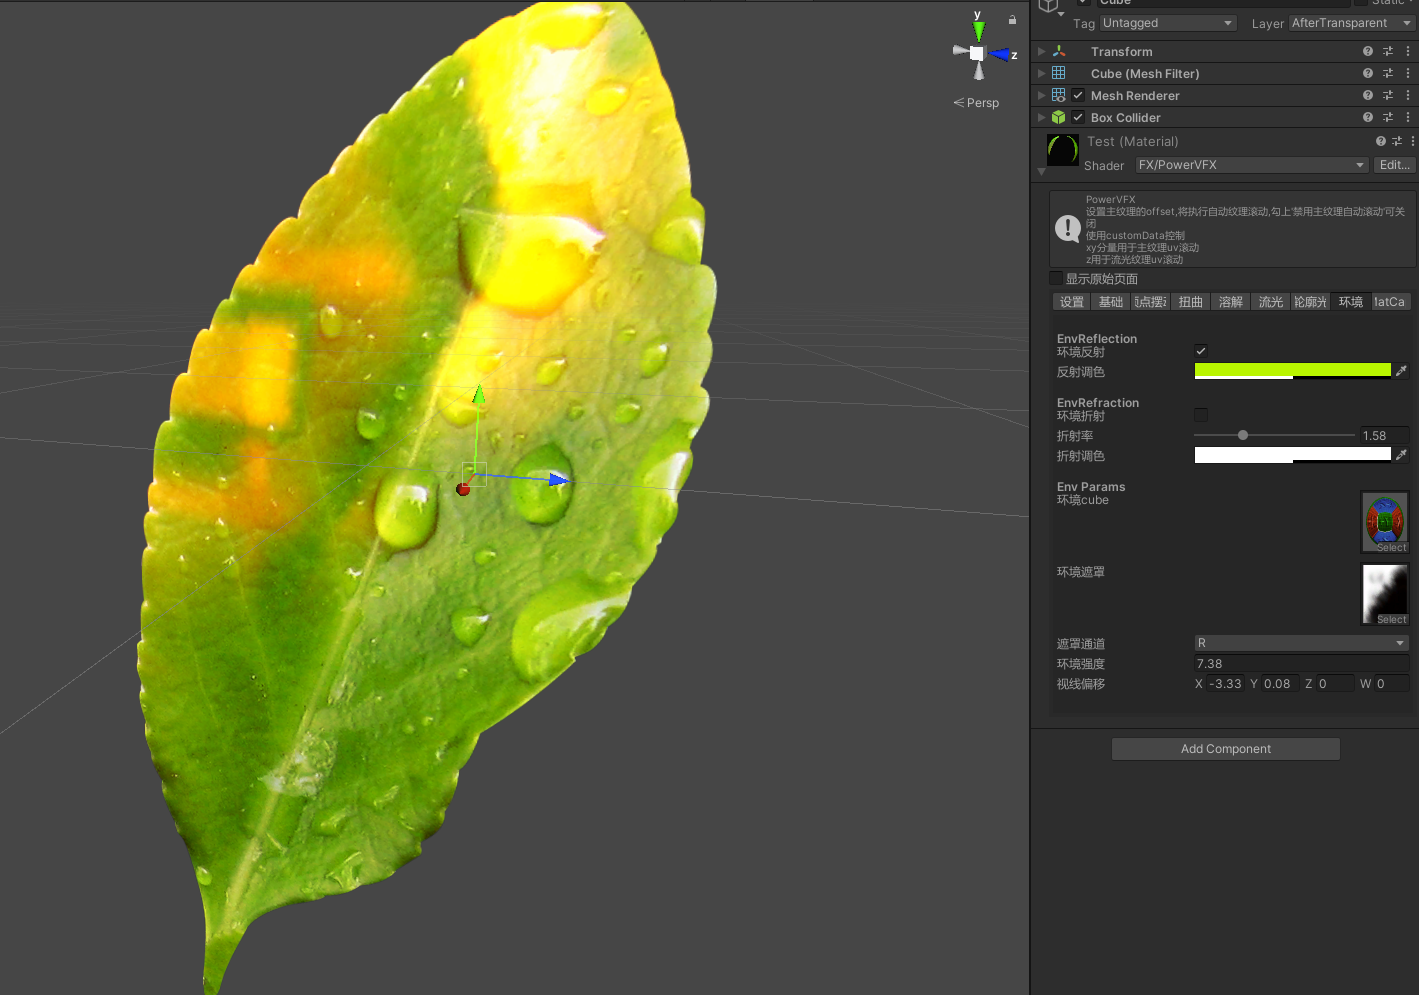 Cube
Static
Tag Untagged Layer AfterTransparent
Transform
Cube (Mesh Filter)
Mesh Renderer
Box Collider
Test (Material)
Shader FX/PowerVFX Edit...
PowerVFX
设置主纹理的offset,将执行自动纹理滚动,勾上'禁用主纹理自动滚动'可关
闭
使用customData控制
xy分量用于主纹理uv滚动
z用于流光纹理uv滚动
显示原始页面
设置 基础 点摆 扭曲 溶解 流光 轮廓光 环境 latCa
EnvReflection
环境反射
反射调色
EnvRefraction
环境折射
折射率 1.58
折射调色
Env Params
环境cube
Select
环境遮罩
Select
遮罩通道 R
环境强度 7.38
视线偏移 X -3.33 Y 0.08 Z 0 W 0
Add Component
y
z
Persp